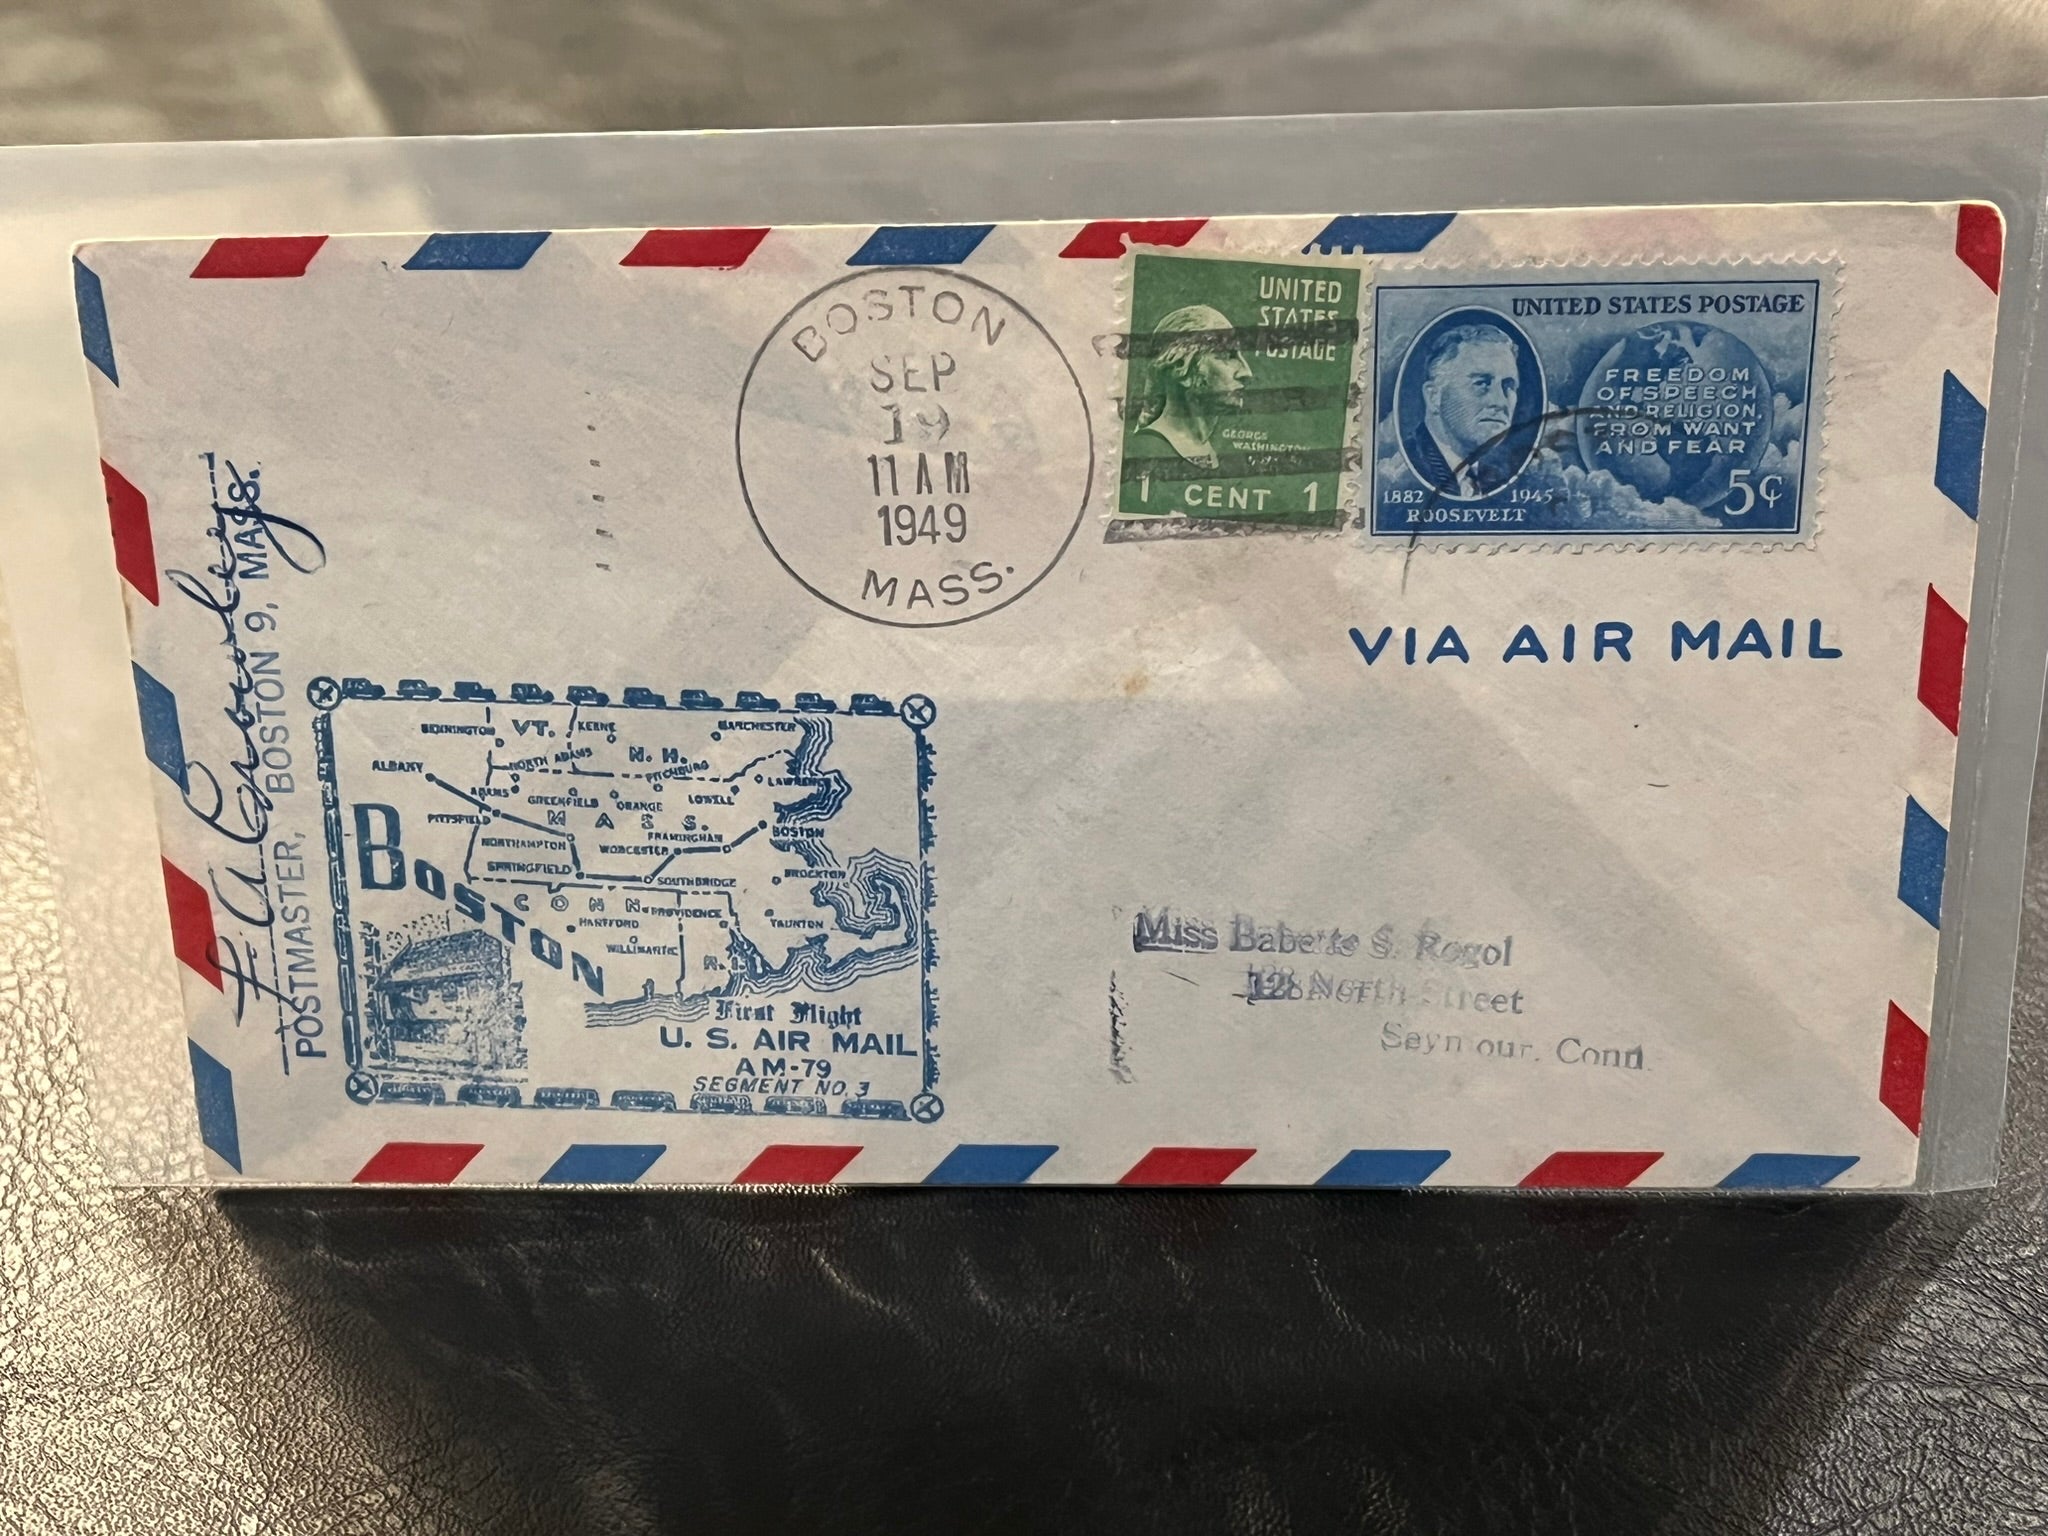 BOSTON
SEP
19
11 AM
1949
MASS.
UNITED
STATES
POSTAGE
GEORGE
WASHINGTON
1 CENT 1
UNITED STATES POSTAGE
FREEDOM
OF SPEECH
AND RELIGION,
FROM WANT
AND FEAR
1882 1945
ROOSEVELT
5¢
VIA AIR MAIL
POSTMASTER, BOSTON 9, MASS.
BENNINGTON VT. KEENE MANCHESTER
ALBANY NORTH ADAMS N. H. FITCHBURG LAWRENCE
ADAMS GREENFIELD ORANGE LOWELL
PITTSFIELD MASS. FRAMINGHAM BOSTON
NORTHAMPTON WORCESTER
SPRINGFIELD SOUTHBRIDGE BROCKTON
BOSTON
CONN. PROVIDENCE
HARTFORD TAUNTON
WILLIMANTIC R. I.
First Flight
U. S. AIR MAIL
AM-79
SEGMENT NO. 3
Miss Babette S. Rogol
North Street
Seymour, Conn.